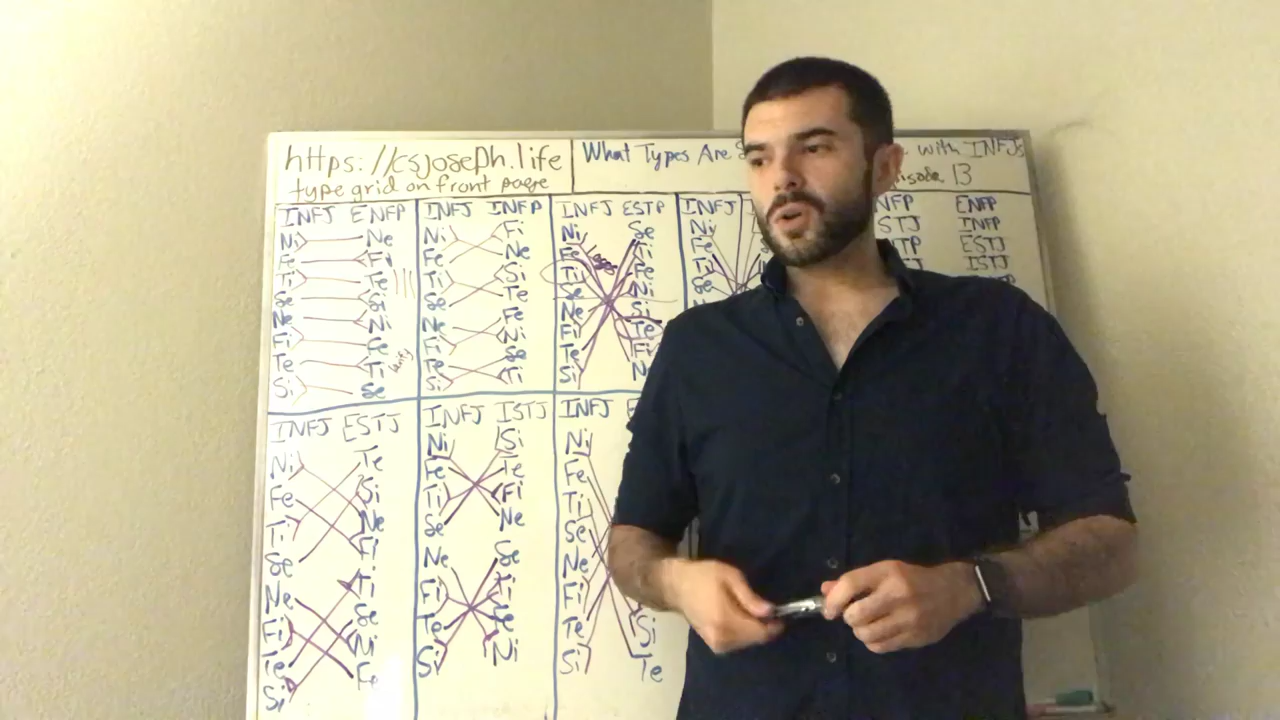 https://csjoseph.life
type grid on front page
What Types Are
with INFJs
13
INFJ ENFP
Ni Ne
Fe Fi
Ti Te
Se Si
Ne Ni
Fi Fe
Te Ti
Si Se
INFJ INFP
Ni Fi
Fe Ne
Ti Si
Se Te
Ne Fe
Fi Ni
Te Se
Si Ti
INFJ ESTP
Ni Se
Fe Ti
Ti Fe
Se Ni
Ne Si
Fi Te
Te Fi
Si N
INFJ
Ni
Fe
Ti
Se
NFP ENFP
STJ INFP
NTP ESTJ
ISTJ
INFJ ESTJ
Ni Te
Fe Si
Ti Ne
Se Fi
Ne Ti
Fi Se
Te Ni
Si Fe
INFJ ISTJ
Ni Si
Fe Te
Ti Fi
Se Ne
Ne Se
Fi Ti
Te Fe
Si Ni
INFJ E
Ni
Fe
Ti
Se
Ne
Fi
Te Si
Si Te